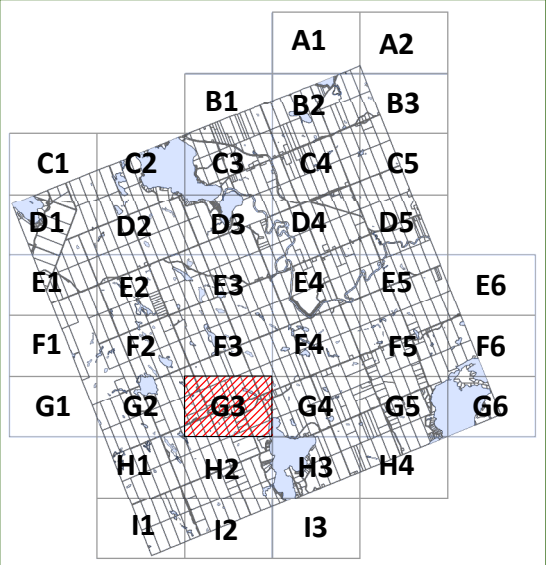 A1 A2
B1 B2 B3
C1 C2 C3 C4 C5
D1 D2 D3 D4 D5
E1 E2 E3 E4 E5 E6
F1 F2 F3 F4 F5 F6
G1 G2 G3 G4 G5 G6
H1 H2 H3 H4
I1 I2 I3